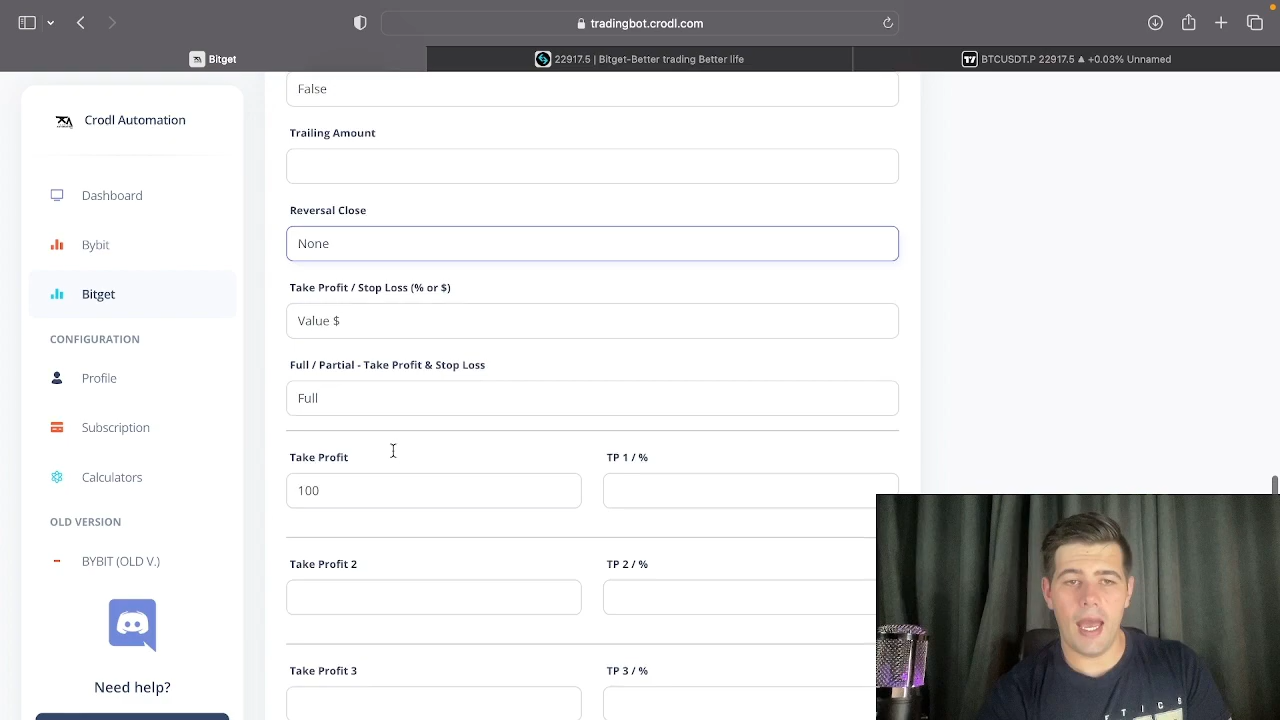 tradingbot.crodl.com
Bitget
22917.5 | Bitget-Better trading Better life
BTCUSDT.P 22917.5 ▲ +0.03% Unnamed
Crodl Automation
Dashboard
Bybit
Bitget
CONFIGURATION
Profile
Subscription
Calculators
OLD VERSION
BYBIT (OLD V.)
Need help?
False
Trailing Amount
Reversal Close
None
Take Profit / Stop Loss (% or $)
Value $
Full / Partial - Take Profit & Stop Loss
Full
Take Profit
TP 1 / %
100
Take Profit 2
TP 2 / %
Take Profit 3
TP 3 / %